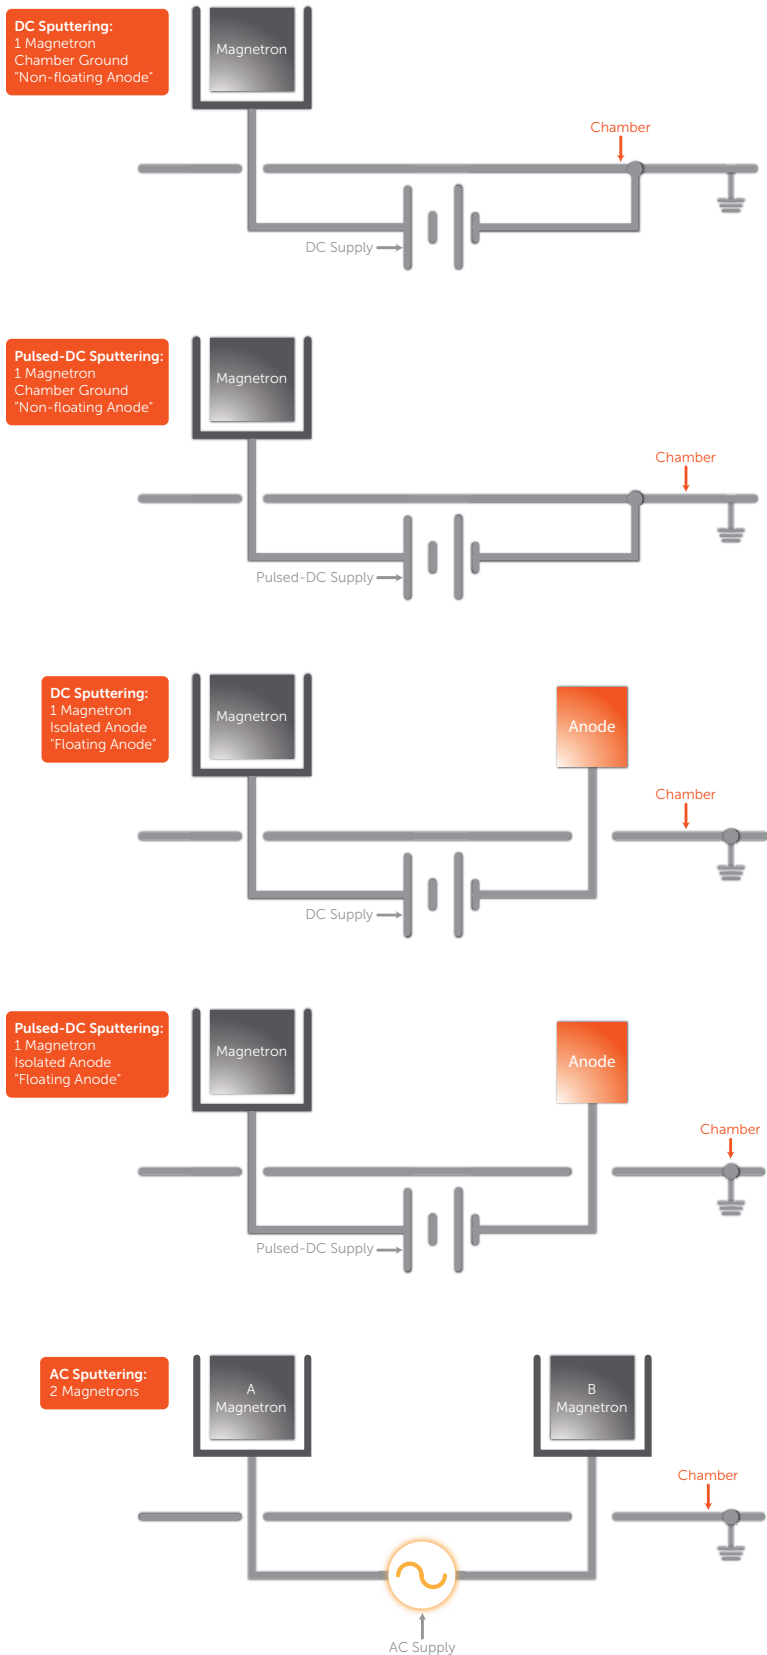 DC Sputtering:
1 Magnetron
Chamber Ground
"Non-floating Anode"
Magnetron
Chamber
DC Supply
Pulsed-DC Sputtering:
1 Magnetron
Chamber Ground
"Non-floating Anode"
Magnetron
Chamber
Pulsed-DC Supply
DC Sputtering:
1 Magnetron
Isolated Anode
"Floating Anode"
Magnetron
Anode
Chamber
DC Supply
Pulsed-DC Sputtering:
1 Magnetron
Isolated Anode
"Floating Anode"
Magnetron
Anode
Chamber
Pulsed-DC Supply
AC Sputtering:
2 Magnetrons
A
Magnetron
B
Magnetron
Chamber
AC Supply